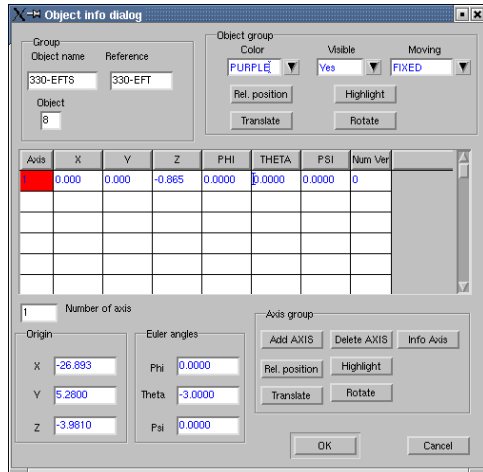 Object info dialog
Group
Object name Reference
330-EFTS 330-EFT
Object
8
Object group
Color Visible Moving
PURPLE Yes FIXED
Rel. position Highlight
Translate Rotate
Axis X Y Z PHI THETA PSI Num Ver
1 0.000 0.000 -0.865 0.0000 0.0000 0.0000 0
1 Number of axis
Origin
X -26.893
Y 5.2800
Z -3.9810
Euler angles
Phi 0.0000
Theta -3.0000
Psi 0.0000
Axis group
Add AXIS Delete AXIS Info Axis
Rel. position Highlight
Translate Rotate
OK Cancel